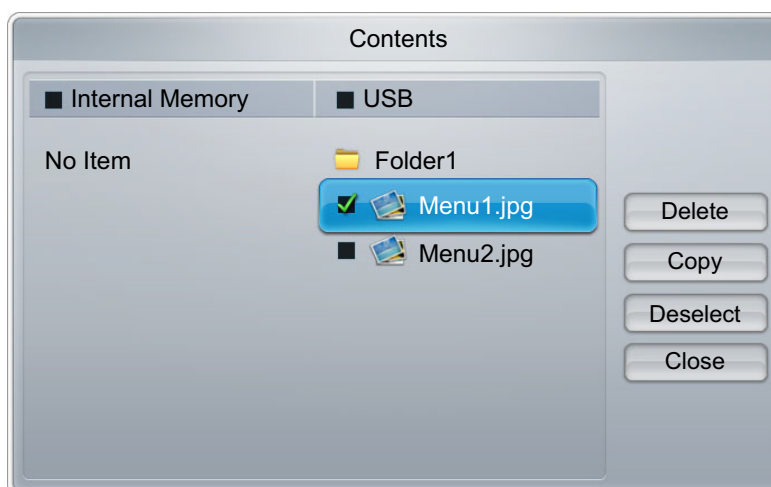 Contents
Internal Memory
USB
No Item
Folder1
Menu1.jpg
Menu2.jpg
Delete
Copy
Deselect
Close